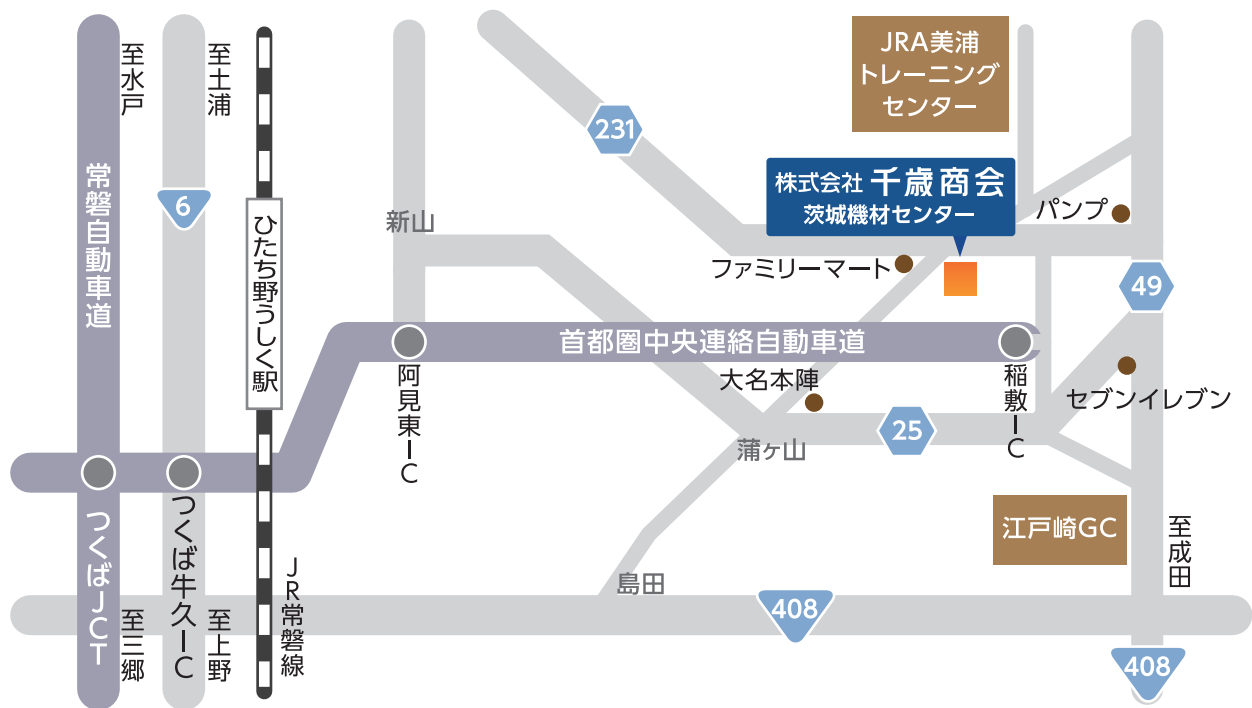 至水戸
至土浦
JRA美浦
トレーニング
センター
231
常磐自動車道
6
ひたち野うしく駅
新山
株式会社 千歳商会
茨城機材センター
パンプ
ファミリーマート
49
首都圏中央連絡自動車道
阿見東IC
大名本陣
稲敷IC
セブンイレブン
25
蒲ヶ山
つくばJCT
つくば牛久IC
江戸崎GC
至成田
JR常磐線
島田
408
至三郷
至上野
408